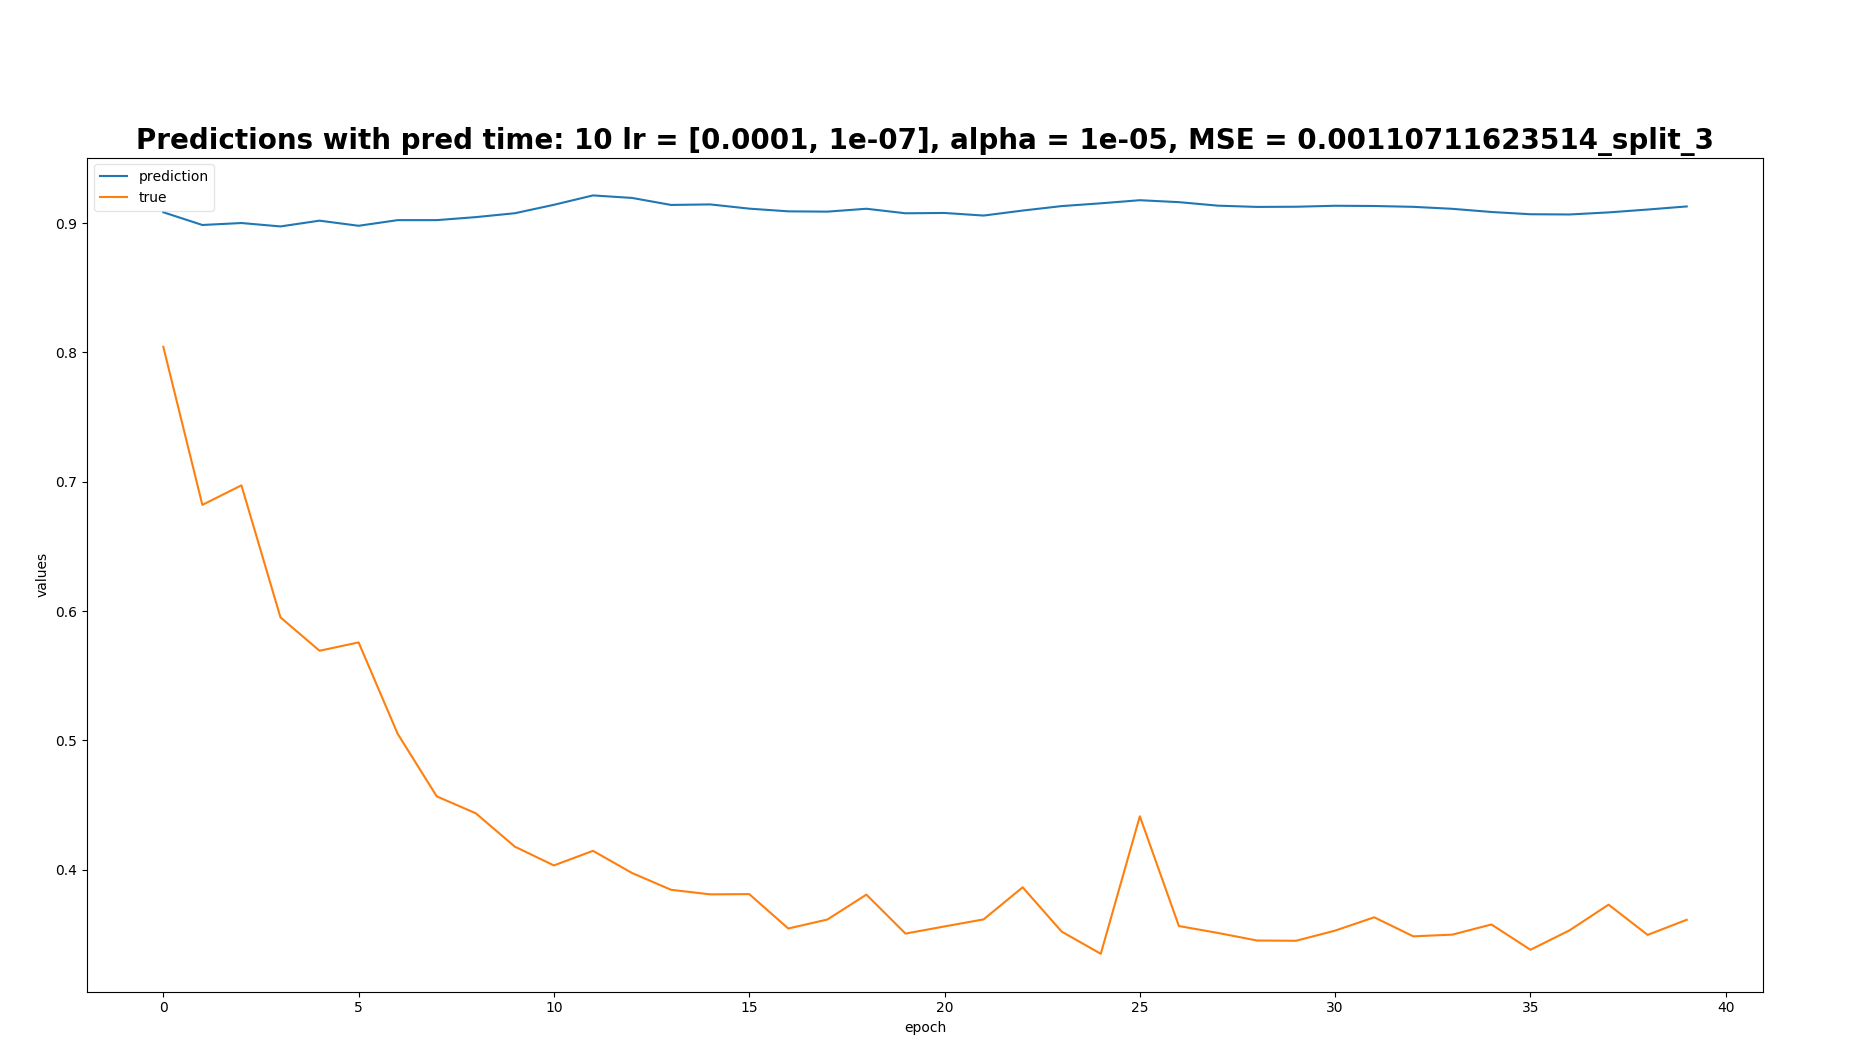 Predictions with pred time: 10 lr = [0.0001, 1e-07], alpha = 1e-05, MSE = 0.00110711623514_split_3
prediction
true
0.9
0.8
0.7
0.6
0.5
0.4
values
0 5 10 15 20 25 30 35 40
epoch